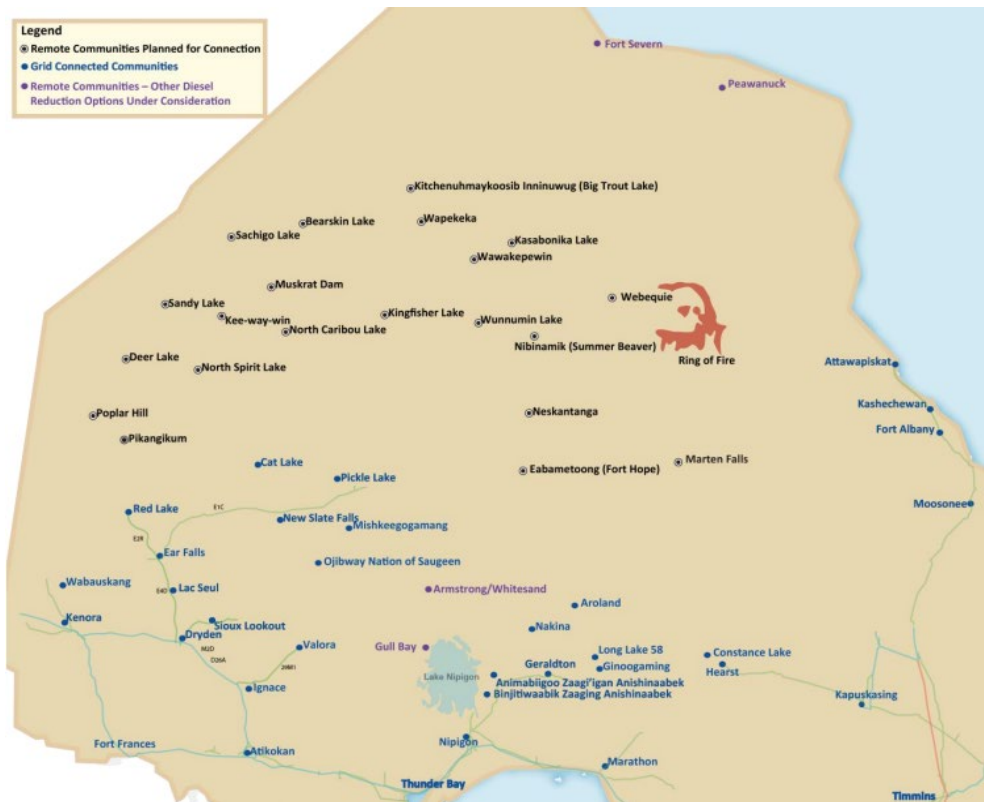 Legend
Remote Communities Planned for Connection
Grid Connected Communities
Remote Communities – Other Diesel
Reduction Options Under Consideration
Fort Severn
Peawanuck
Kitchenuhmaykoosib Inninuwug (Big Trout Lake)
Bearskin Lake
Wapekeka
Sachigo Lake
Kasabonika Lake
Wawakepewin
Muskrat Dam
Webequie
Sandy Lake
Kee-way-win
Kingfisher Lake
Wunnumin Lake
North Caribou Lake
Nibinamik (Summer Beaver)
Ring of Fire
Deer Lake
North Spirit Lake
Attawapiskat
Kashechewan
Poplar Hill
Neskantanga
Fort Albany
Pikangikum
Cat Lake
Marten Falls
Eabametoong (Fort Hope)
Pickle Lake
Moosonee
E1C
Red Lake
New Slate Falls
Mishkeegogamang
E2R
Ear Falls
Ojibway Nation of Saugeen
Wabauskang
Lac Seul
E4D
Armstrong/Whitesand
Aroland
Kenora
Sioux Lookout
Nakina
Dryden
M2D
D26A
Valora
Gull Bay
Long Lake 58
Constance Lake
29M1
Geraldton
Ginoogaming
Hearst
Lake Nipigon
Animabiigoo Zaagi'igan Anishinaabek
Ignace
Binjitiwaabik Zaaging Anishinaabek
Kapuskasing
Fort Frances
Atikokan
Nipigon
Marathon
Thunder Bay
Timmins